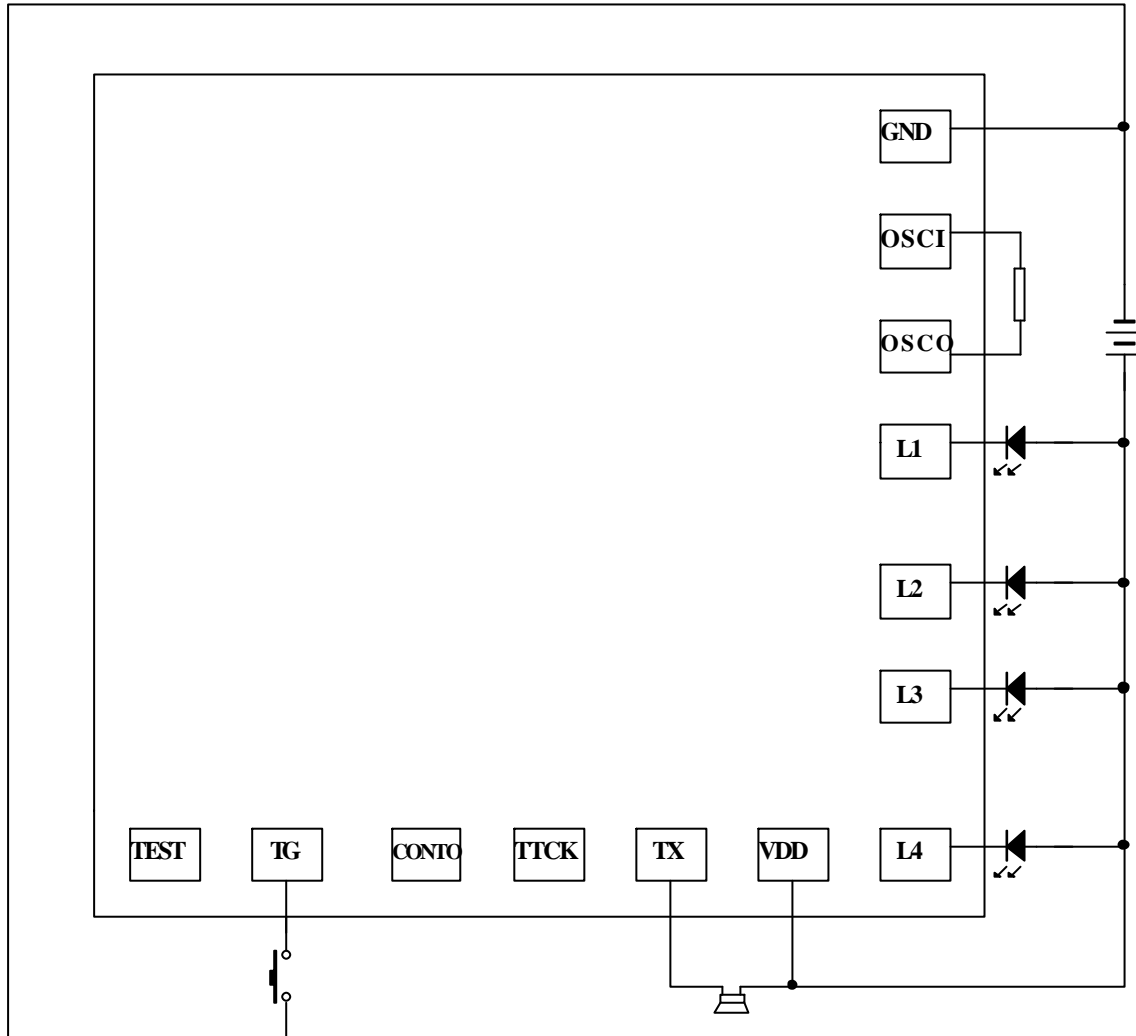 GND
OSCI
OSCO
L1
L2
L3
TEST TG CONTO TTCK TX VDD L4